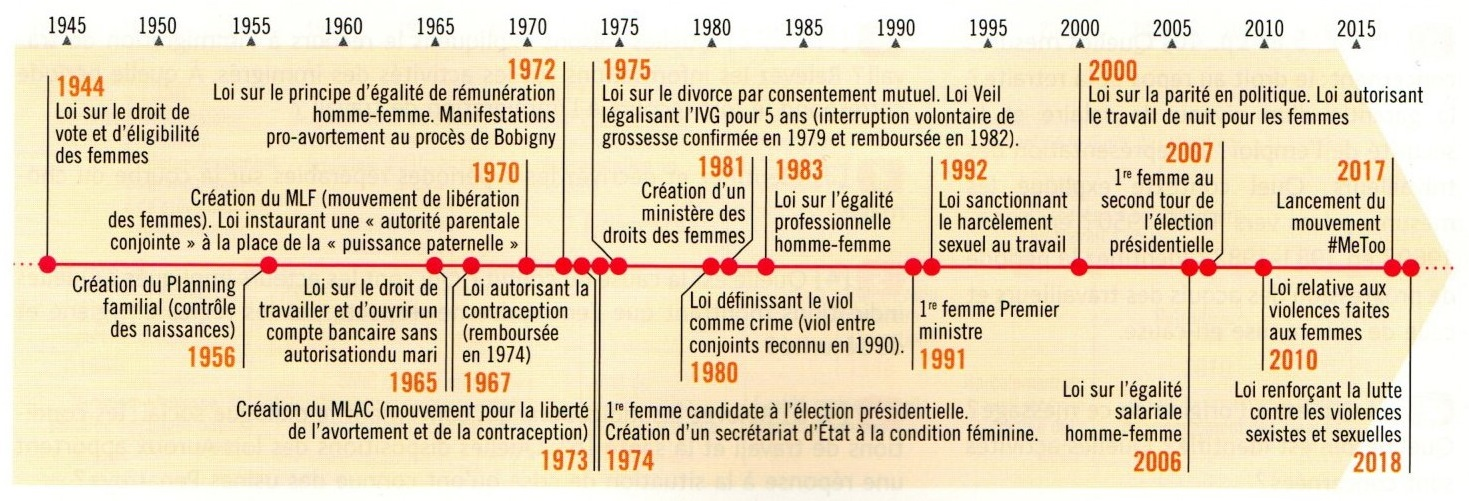 1945 1950 1955 1960 1965 1970 1975 1980 1985 1990 1995 2000 2005 2010 2015
1944
Loi sur le droit de
vote et d'éligibilité
des femmes
1972
Loi sur le principe d'égalité de rémunération
homme-femme. Manifestations
pro-avortement au procès de Bobigny
1970
Création du MLF (mouvement de libération
des femmes). Loi instaurant une « autorité parentale
conjointe » à la place de la « puissance paternelle »
1975
Loi sur le divorce par consentement mutuel. Loi Veil
légalisant l'IVG pour 5 ans (interruption volontaire de
grossesse confirmée en 1979 et remboursée en 1982).
1981
Création d'un
ministère des
droits des femmes
1983
Loi sur l'égalité
professionnelle
homme-femme
1992
Loi sanctionnant
le harcèlement
sexuel au travail
2000
Loi sur la parité en politique. Loi autorisant
le travail de nuit pour les femmes
2007
1re femme au
second tour de
l'élection
présidentielle
2017
Lancement du
mouvement
#MeToo
Création du Planning
familial (contrôle
des naissances)
1956
Loi sur le droit de
travailler et d'ouvrir un
compte bancaire sans
autorisationdu mari
1965
Loi autorisant la
contraception
(remboursée
en 1974)
1967
Création du MLAC (mouvement pour la liberté
de l'avortement et de la contraception)
1973
1re femme candidate à l'élection présidentielle.
Création d'un secrétariat d'État à la condition féminine.
1974
Loi définissant le viol
comme crime (viol entre
conjoints reconnu en 1990).
1980
1re femme Premier
ministre
1991
Loi sur l'égalité
salariale
homme-femme
2006
Loi relative aux
violences faites
aux femmes
2010
Loi renforçant la lutte
contre les violences
sexistes et sexuelles
2018